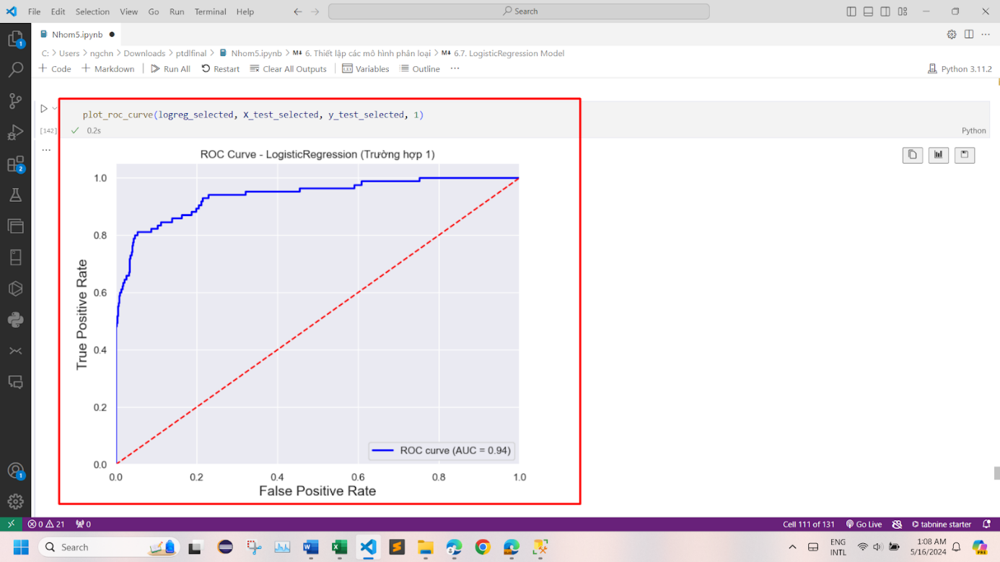 File Edit Selection View Go Run Terminal Help
Search
Nhom5.ipynb
C: > Users > ngchn > Downloads > ptdlfinal > Nhom5.ipynb > M↓ 6. Thiết lập các mô hình phân loại > M↓ 6.7. LogisticRegression Model
+ Code + Markdown Run All Restart Clear All Outputs Variables Outline ...
Python 3.11.2
plot_roc_curve(logreg_selected, X_test_selected, y_test_selected, 1)
[142] 0.2s
Python
ROC Curve - LogisticRegression (Trường hợp 1)
1.0
0.8
0.6
0.4
0.2
0.0
True Positive Rate
ROC curve (AUC = 0.94)
0.0 0.2 0.4 0.6 0.8 1.0
False Positive Rate
1
2
1
0 21 0
Cell 111 of 131 Go Live tabnine starter
Search
ENG
INTL
1:08 AM
5/16/2024
PRE